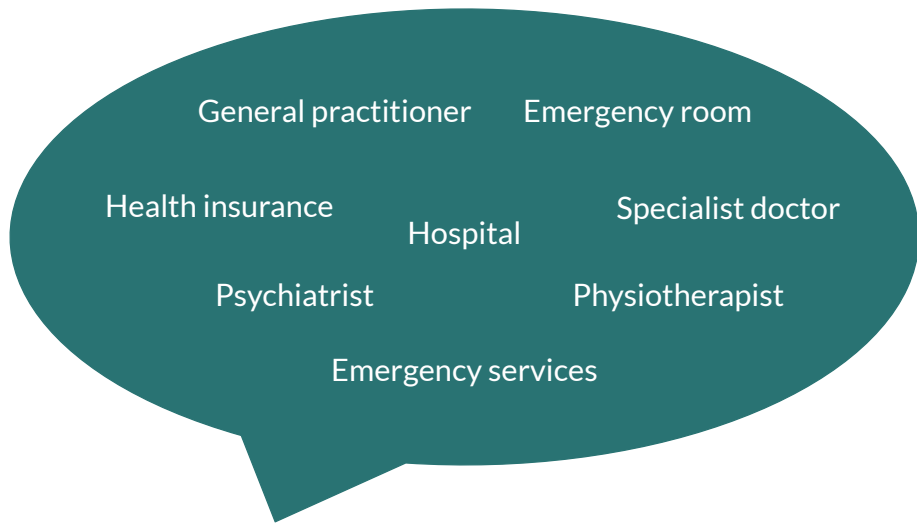 General practitioner
Emergency room
Health insurance
Specialist doctor
Hospital
Psychiatrist
Physiotherapist
Emergency services